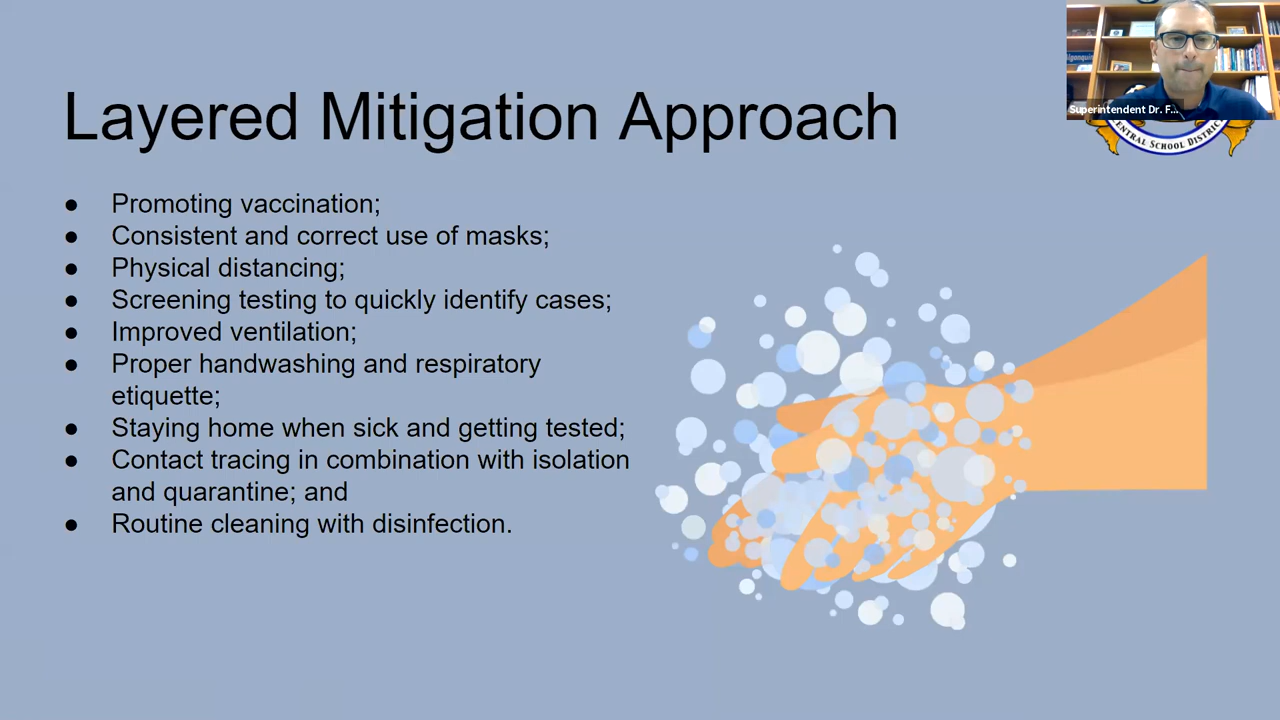 Layered Mitigation Approach
● Promoting vaccination;
● Consistent and correct use of masks;
● Physical distancing;
● Screening testing to quickly identify cases;
● Improved ventilation;
● Proper handwashing and respiratory
etiquette;
● Staying home when sick and getting tested;
● Contact tracing in combination with isolation
and quarantine; and
● Routine cleaning with disinfection.
Superintendent Dr. F...
CENTRAL SCHOOL DISTRICT